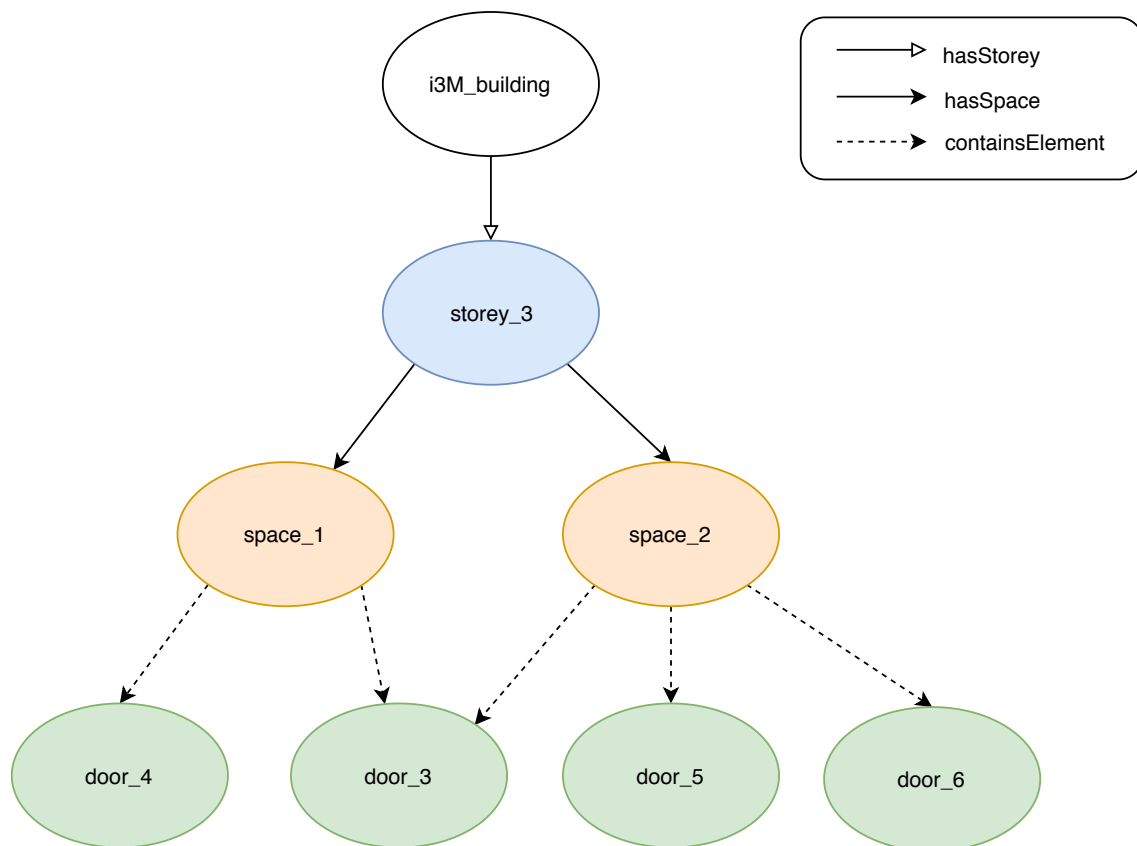 i3M_building
hasStorey
hasSpace
containsElement
storey_3
space_1
space_2
door_4
door_3
door_5
door_6